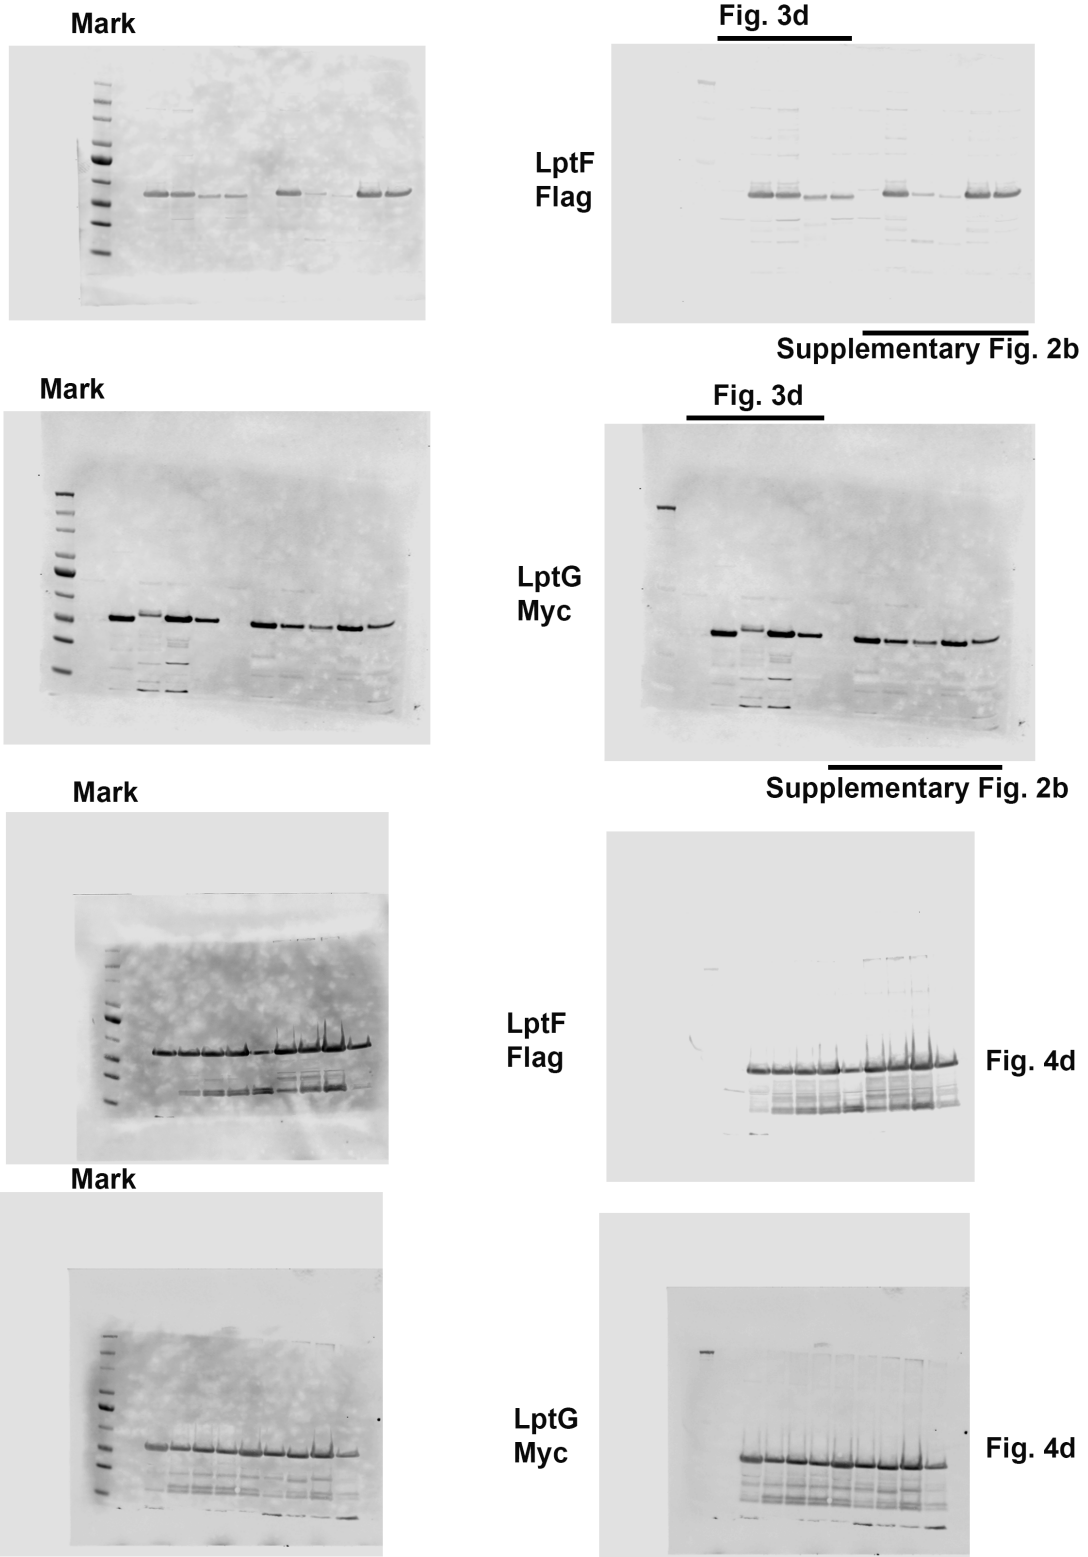 Mark
Fig. 3d
LptF
Flag
Supplementary Fig. 2b
Mark
Fig. 3d
LptG
Myc
Supplementary Fig. 2b
Mark
LptF
Flag
Fig. 4d
Mark
LptG
Myc
Fig. 4d